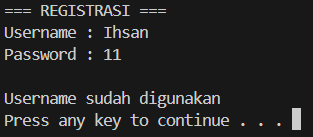 === REGISTRASI ===
Username : Ihsan
Password : 11
Username sudah digunakan
Press any key to continue . . .